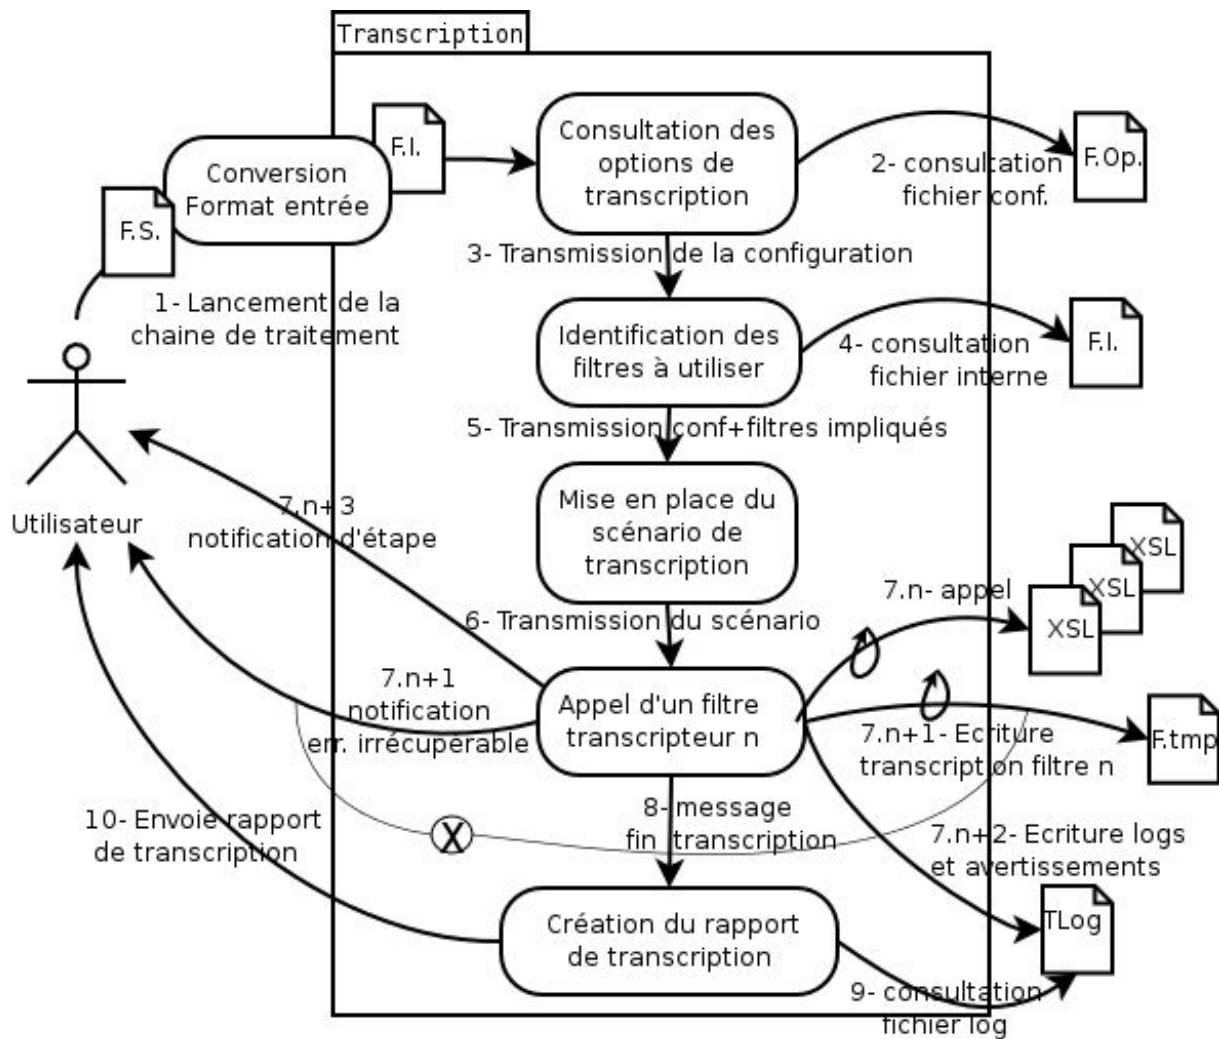 Transcription
F.I.
Consultation des
options de
transcription
F.Op.
Conversion
Format entrée
2- consultation
fichier conf.
F.S.
3- Transmission de la configuration
1- Lancement de la
chaine de traitement
Identification des
filtres à utiliser
4- consultation
fichier interne
F.I.
5- Transmission conf+filtres impliqués
Utilisateur
7.n+3
notification d'étape
Mise en place du
scénario de
transcription
XSL
XSL
XSL
7.n- appel
6- Transmission du scénario
7.n+1
notification
err. irrécupérable
Appel d'un filtre
transcripteur n
7.n+1- Ecriture
transcription filtre n
F.tmp
10- Envoie rapport
de transcription
X
8- message
fin transcription
7.n+2- Ecriture logs
et avertissements
Création du rapport
de transcription
TLog
9- consultation
fichier log